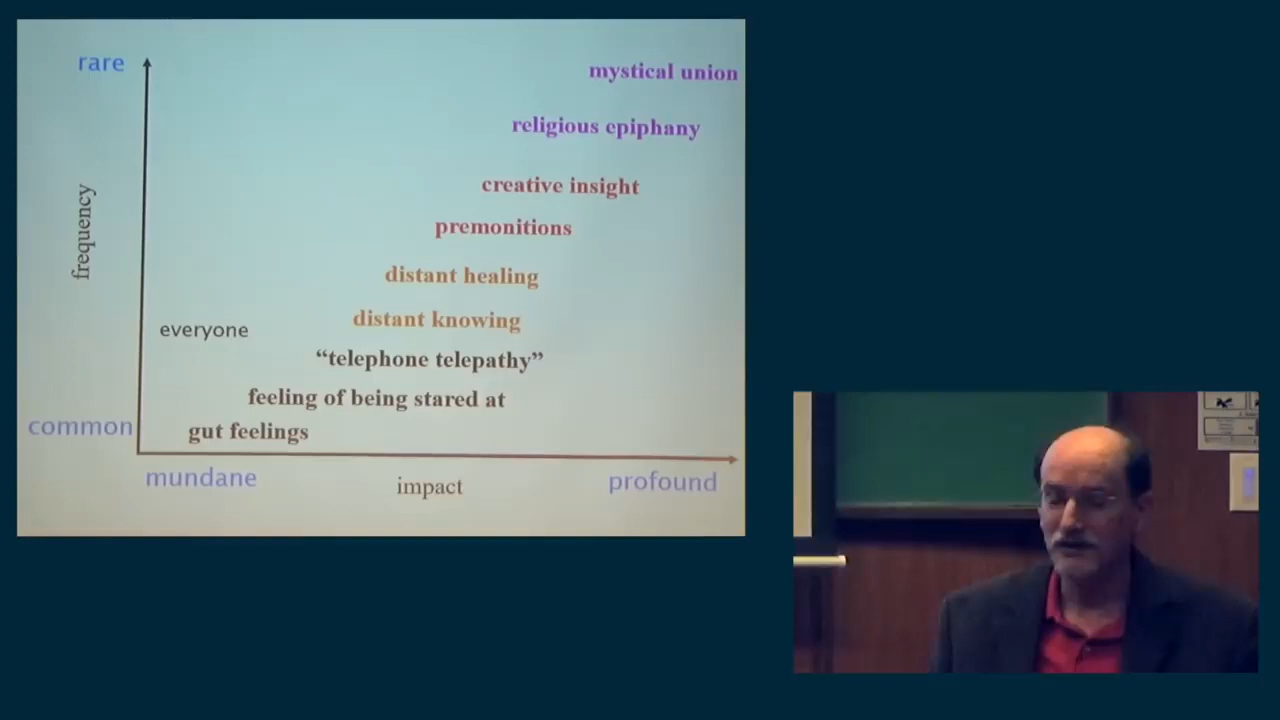 rare
mystical union
religious epiphany
creative insight
frequency
premonitions
distant healing
distant knowing
everyone
“telephone telepathy”
feeling of being stared at
common
gut feelings
mundane
impact
profound